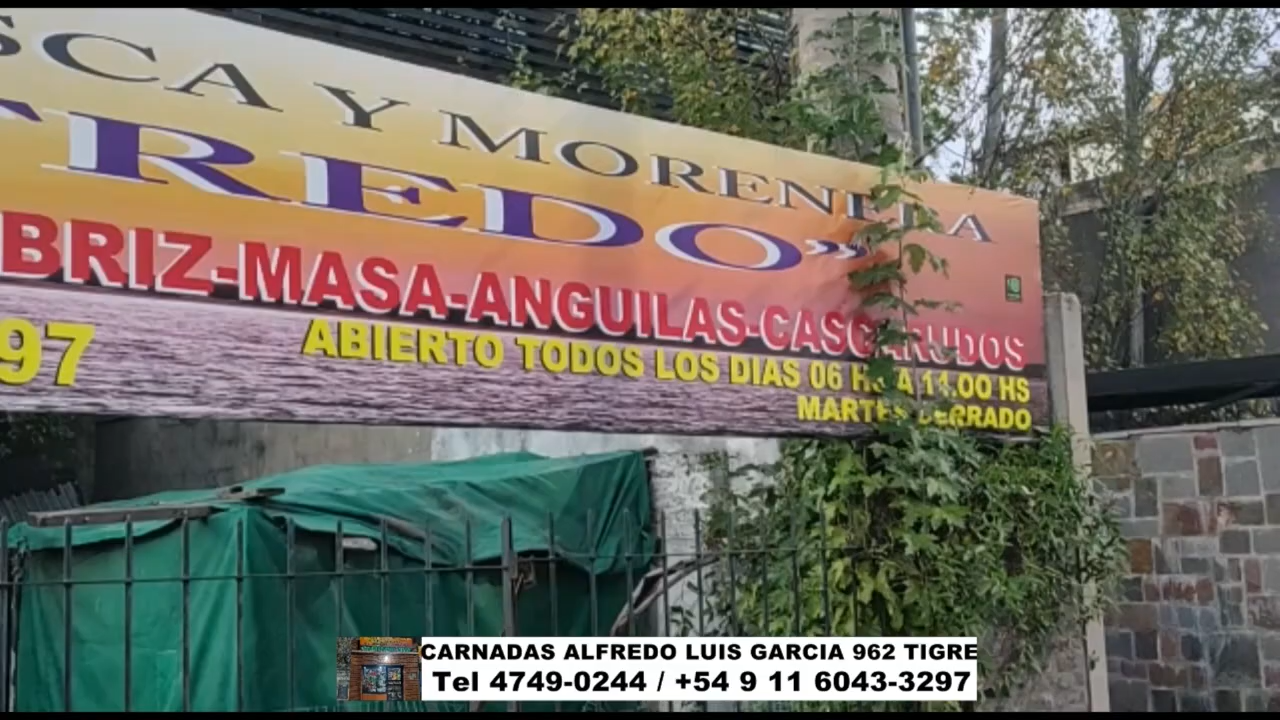 SCA Y MORENITA
FREDO”
BRIZ-MASA-ANGUILAS-CASCARUDOS
97
ABIERTO TODOS LOS DIAS 06 HS A 14.00 HS
MARTES CERRADO
CARNADAS ALFREDO LUIS GARCIA 962 TIGRE
Tel 4749-0244 / +54 9 11 6043-3297